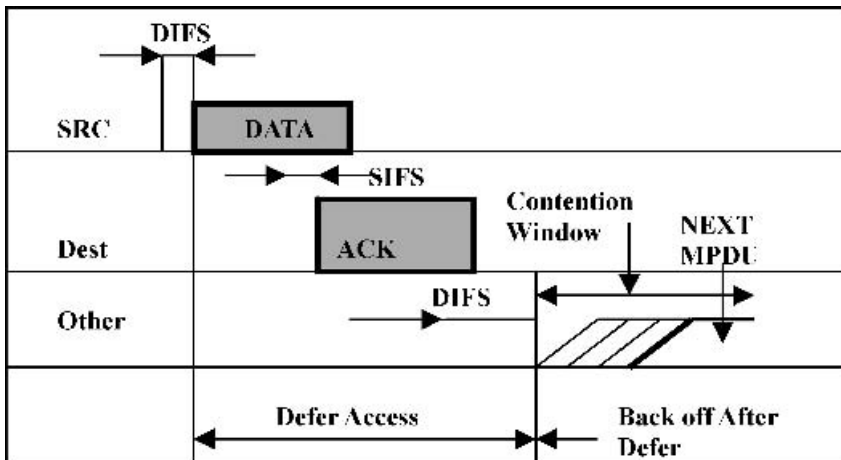 DIFS
SRC
DATA
SIFS
Contention
Window
NEXT
MPDU
Dest
ACK
DIFS
Other
Defer Access
Back off After
Defer